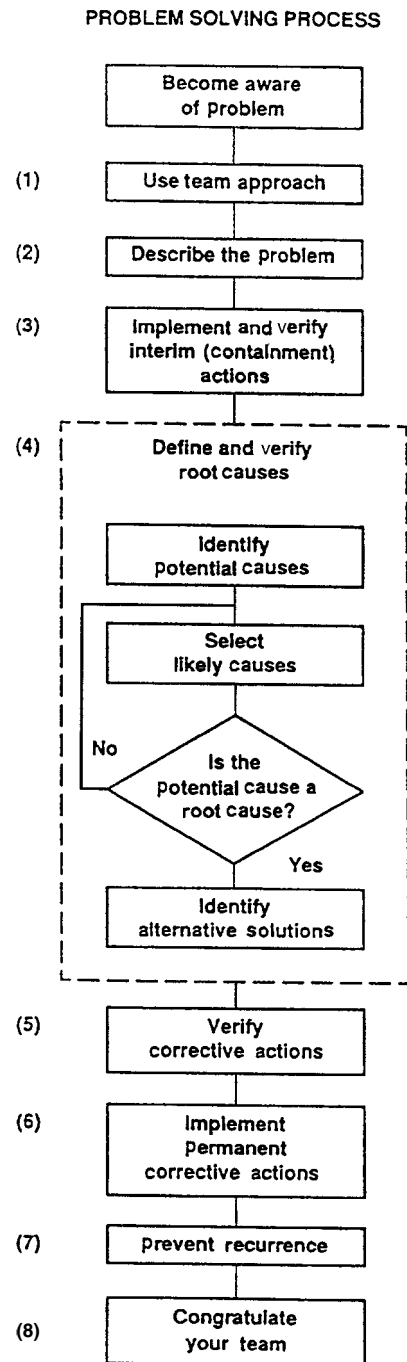 PROBLEM SOLVING PROCESS
Become aware
of problem
(1)
Use team approach
(2)
Describe the problem
(3)
Implement and verify
interim (containment)
actions
(4)
Define and verify
root causes
Identify
potential causes
Select
likely causes
No
Is the
potential cause a
root cause?
Yes
Identify
alternative solutions
(5)
Verify
corrective actions
(6)
Implement
permanent
corrective actions
(7)
prevent recurrence
(8)
Congratulate
your team